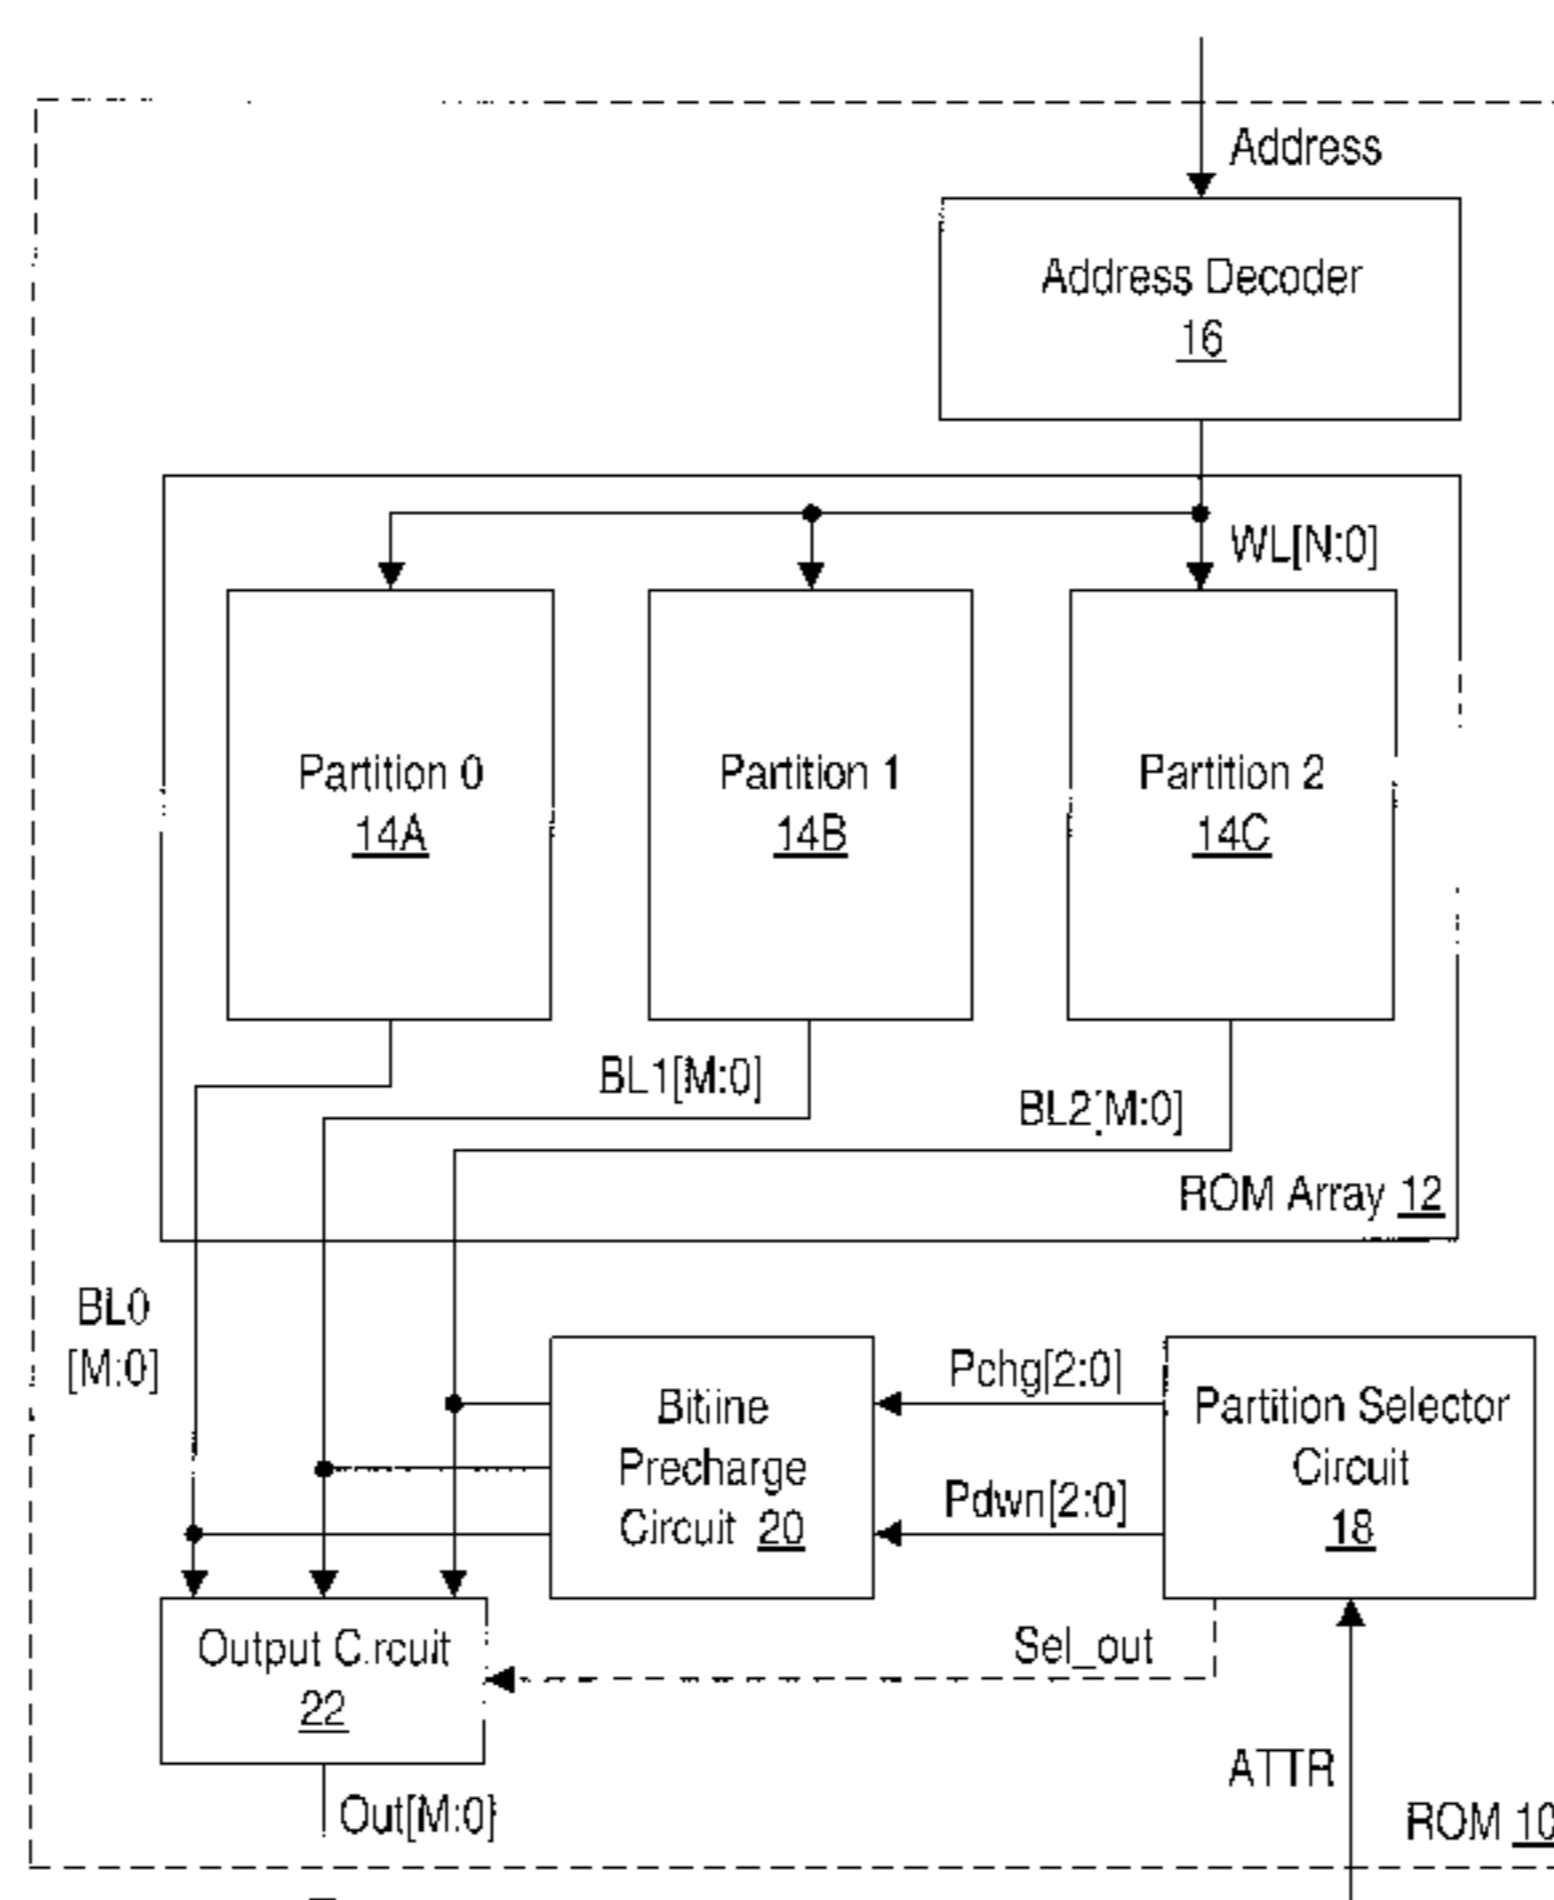 Address
Address Decoder
16
WL[N:0]
Partition 0
14A
Partition 1
14B
Partition 2
14C
BL1[M:0]
BL2[M:0]
ROM Array 12
BL0
[M:0]
Bitline
Precharge
Circuit 20
Pchg[2:0]
Pdwn[2:0]
Partition Selector
Circuit
18
Output Circuit
22
Sel_out
ATTR
Out[M:0]
ROM 10